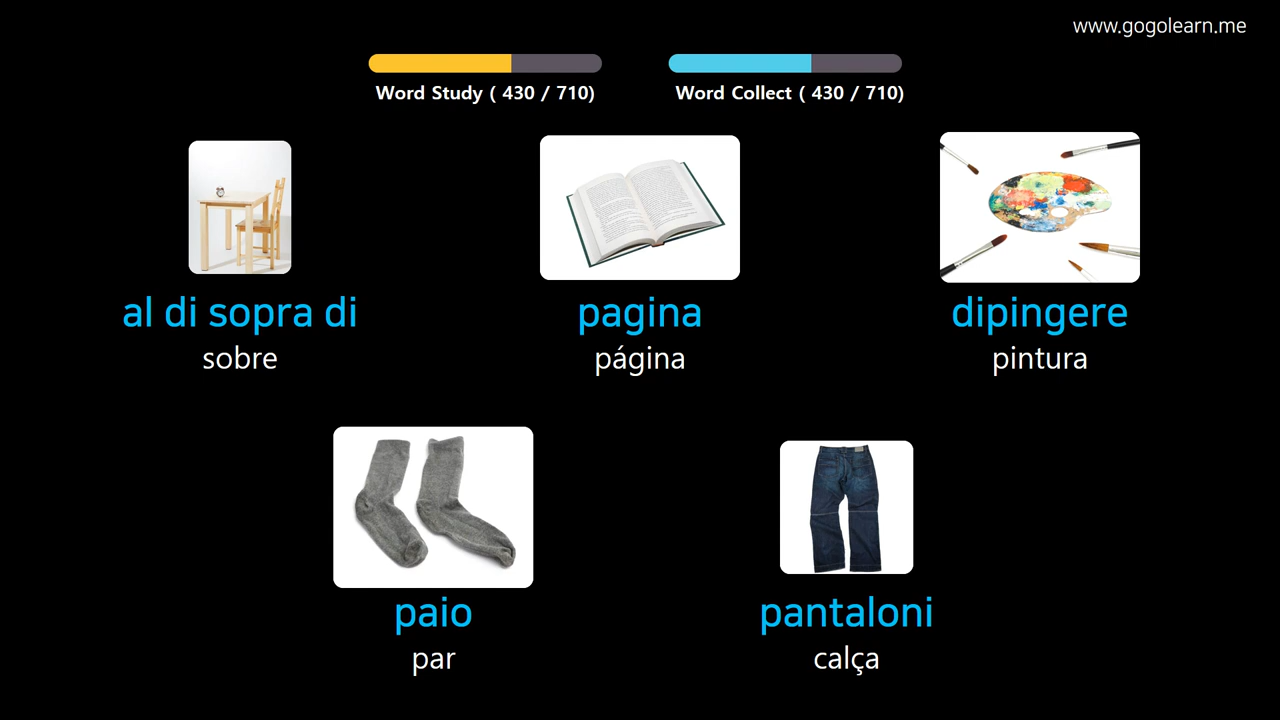 www.gogolearn.me
Word Study ( 430 / 710)
Word Collect ( 430 / 710)
al di sopra di
sobre
pagina
página
dipingere
pintura
paio
par
pantaloni
calça